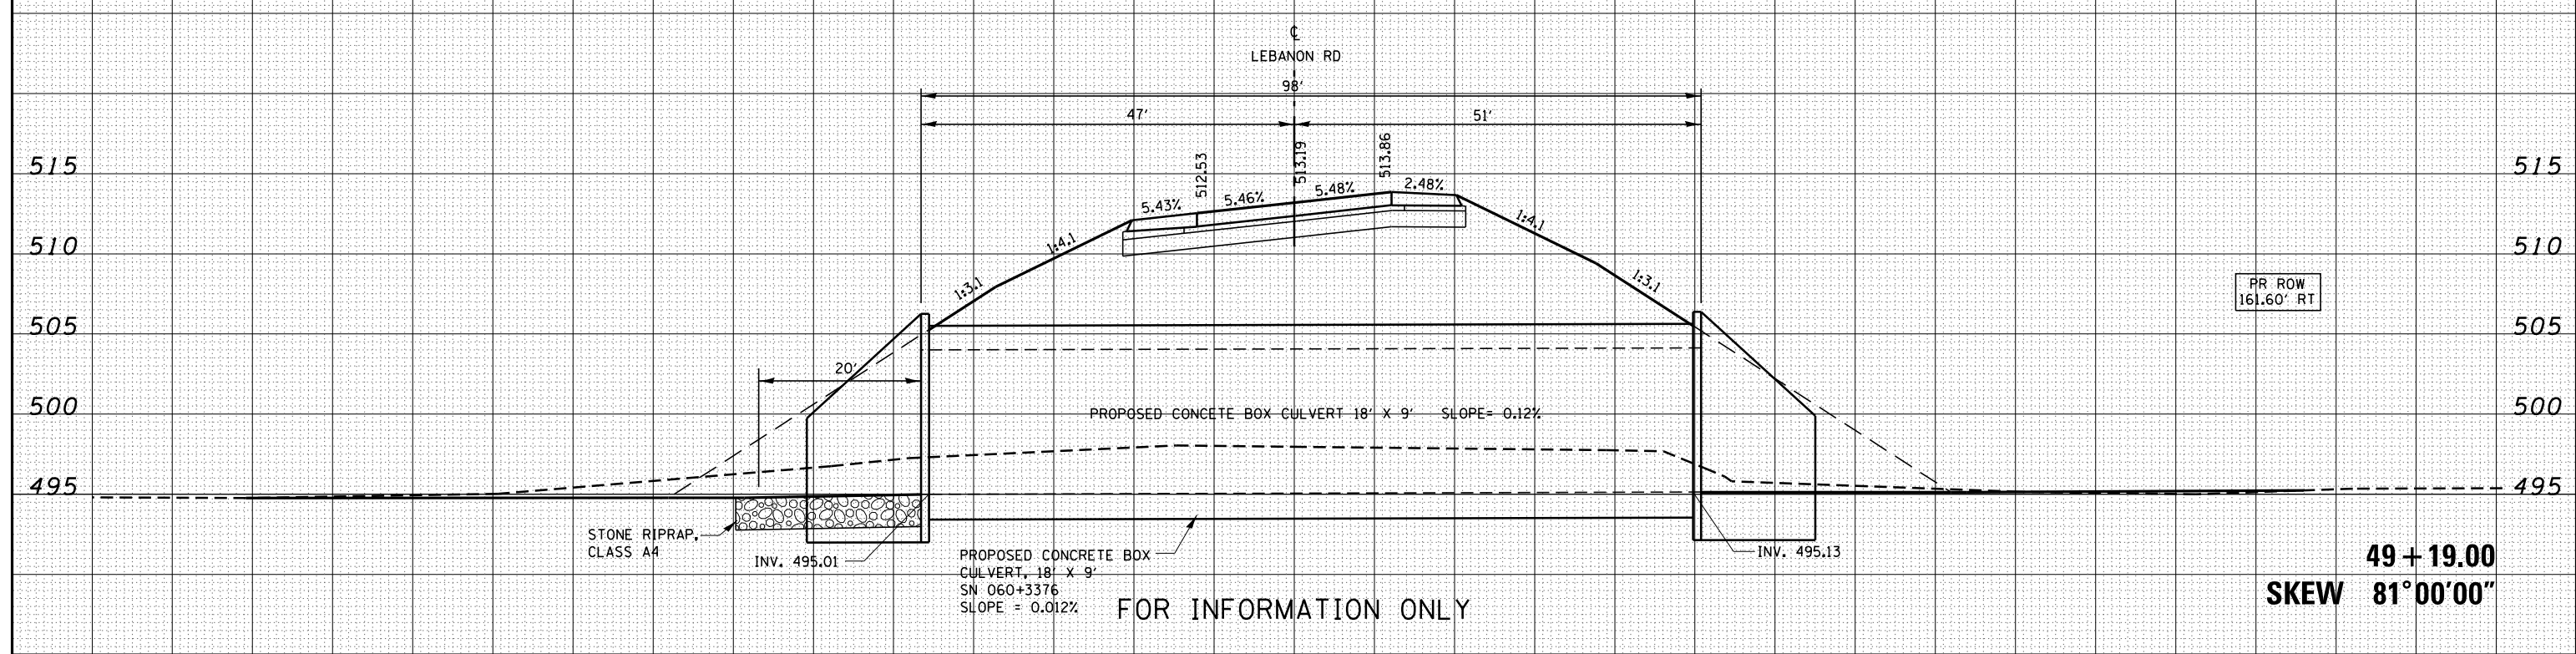 ℄
LEBANON RD
98'
47'
51'
512.53
513.19
513.86
5.43%
5.46%
5.48%
2.48%
1:4.1
1:4.1
1:3.1
1:3.1
515
515
510
510
505
505
500
500
495
495
PR ROW
161.60' RT
20'
PROPOSED CONCETE BOX CULVERT 18' X 9' SLOPE= 0.12%
STONE RIPRAP,
CLASS A4
INV. 495.01
PROPOSED CONCRETE BOX
CULVERT, 18' X 9'
SN 060+3376
SLOPE = 0.012%
INV. 495.13
FOR INFORMATION ONLY
49+19.00
SKEW 81°00'00"